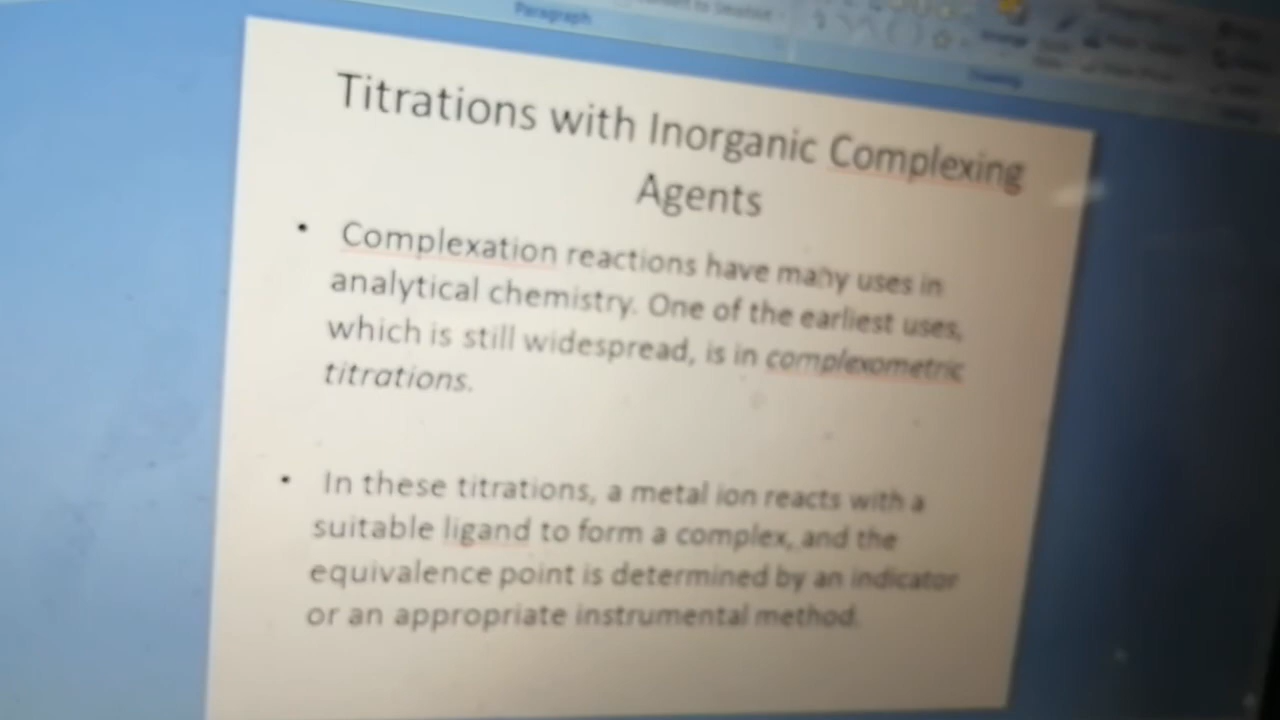 Paragraph
Titrations with Inorganic Complexing
Agents
• Complexation reactions have many uses in
analytical chemistry. One of the earliest uses,
which is still widespread, is in complexometric
titrations.
• In these titrations, a metal ion reacts with a
suitable ligand to form a complex, and the
equivalence point is determined by an indicator
or an appropriate instrumental method.